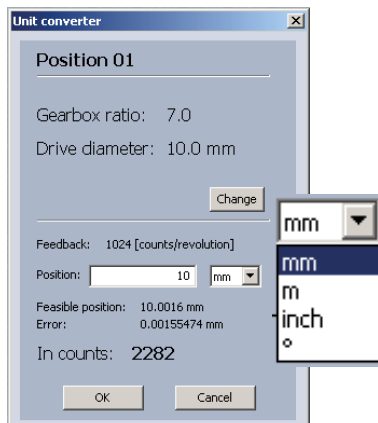 Unit converter
Position 01
Gearbox ratio: 7.0
Drive diameter: 10.0 mm
Change
Feedback: 1024 [counts/revolution]
Position: 10 mm
Feasible position: 10.0016 mm
Error: 0.00155474 mm
In counts: 2282
OK Cancel
mm
mm
m
inch
°